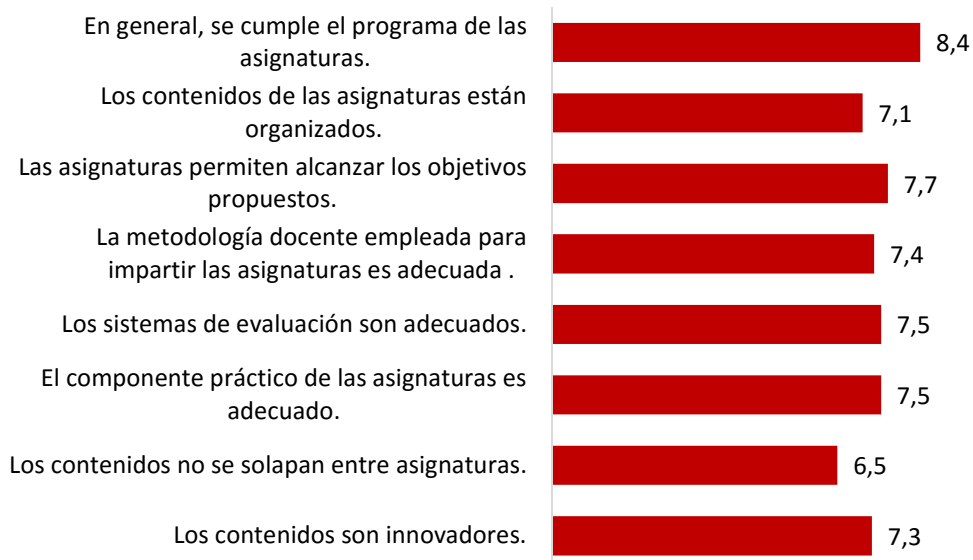 En general, se cumple el programa de las
asignaturas.
8,4
Los contenidos de las asignaturas están
organizados.
7,1
Las asignaturas permiten alcanzar los objetivos
propuestos.
7,7
La metodología docente empleada para
impartir las asignaturas es adecuada .
7,4
Los sistemas de evaluación son adecuados.
7,5
El componente práctico de las asignaturas es
adecuado.
7,5
Los contenidos no se solapan entre asignaturas.
6,5
Los contenidos son innovadores.
7,3